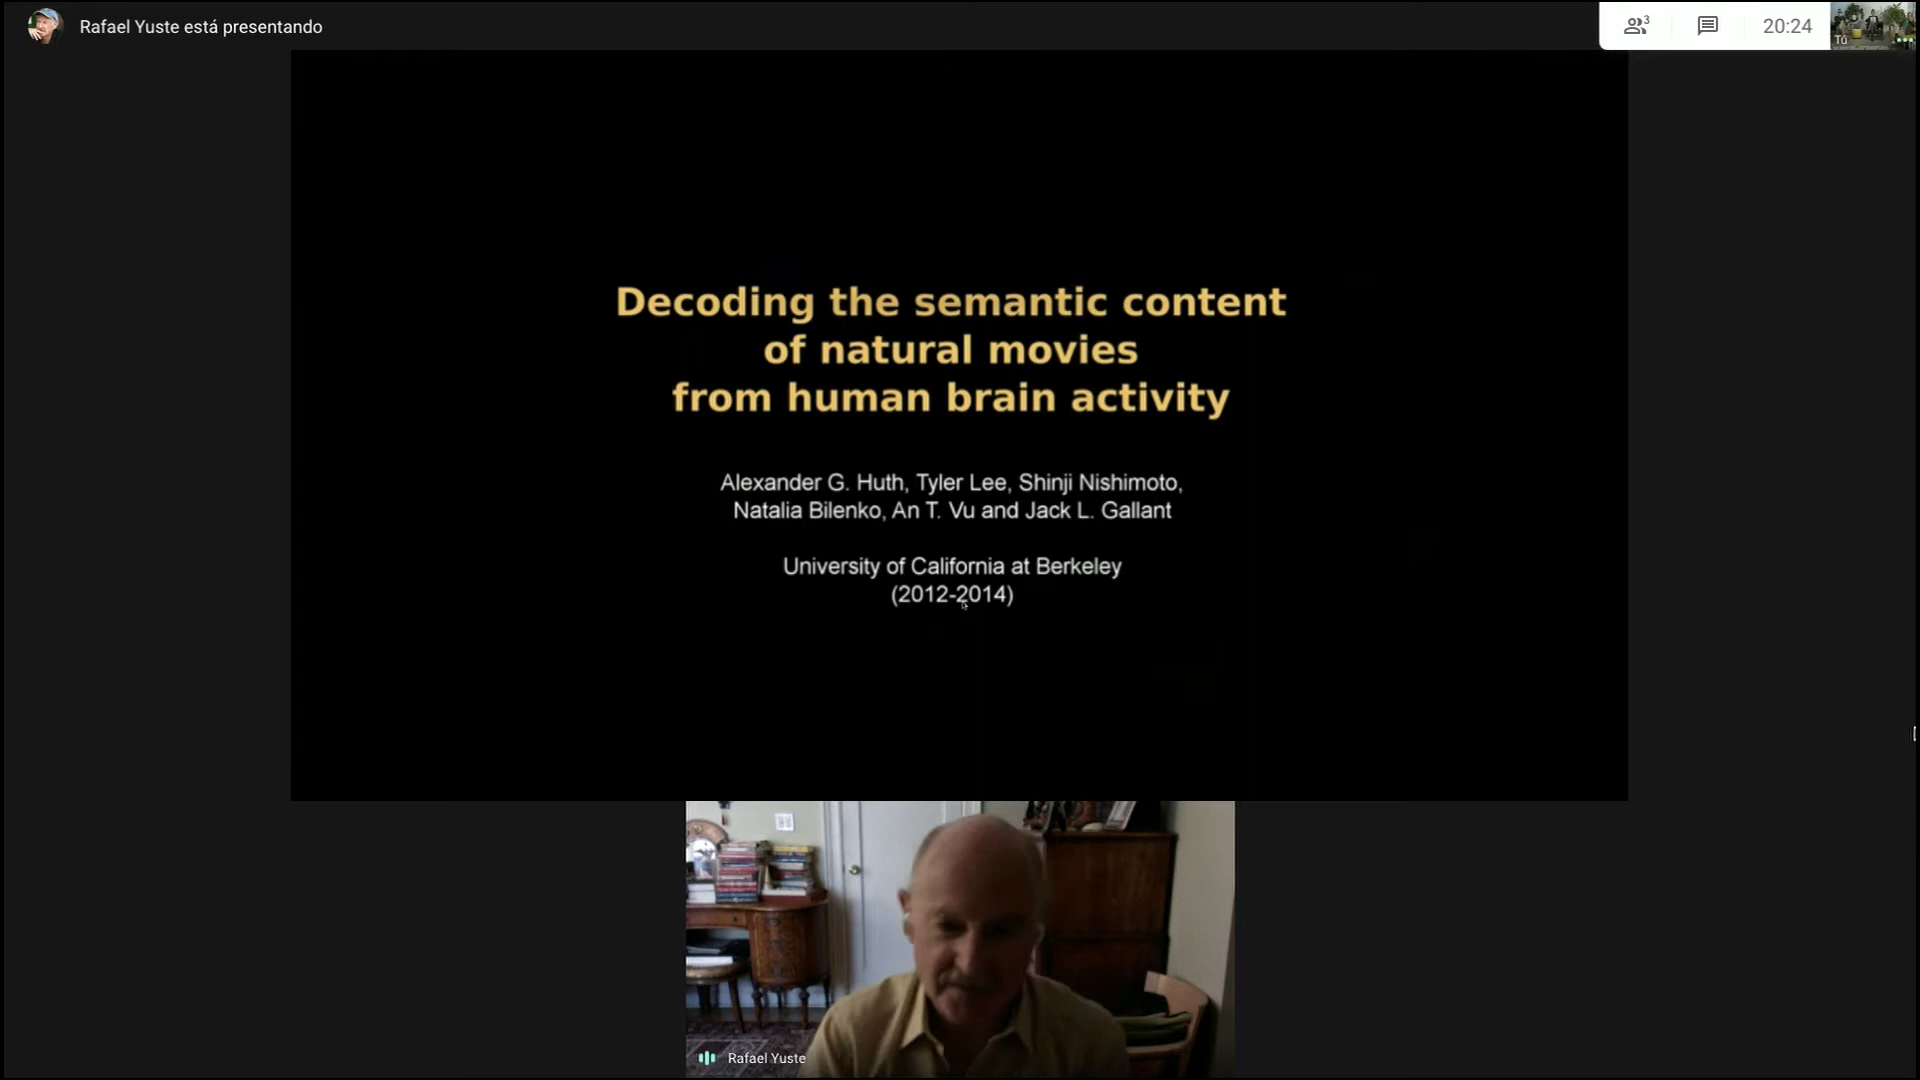 Rafael Yuste está presentando
3
20:24
Tú
Decoding the semantic content
of natural movies
from human brain activity
Alexander G. Huth, Tyler Lee, Shinji Nishimoto,
Natalia Bilenko, An T. Vu and Jack L. Gallant
University of California at Berkeley
(2012-2014)
Rafael Yuste